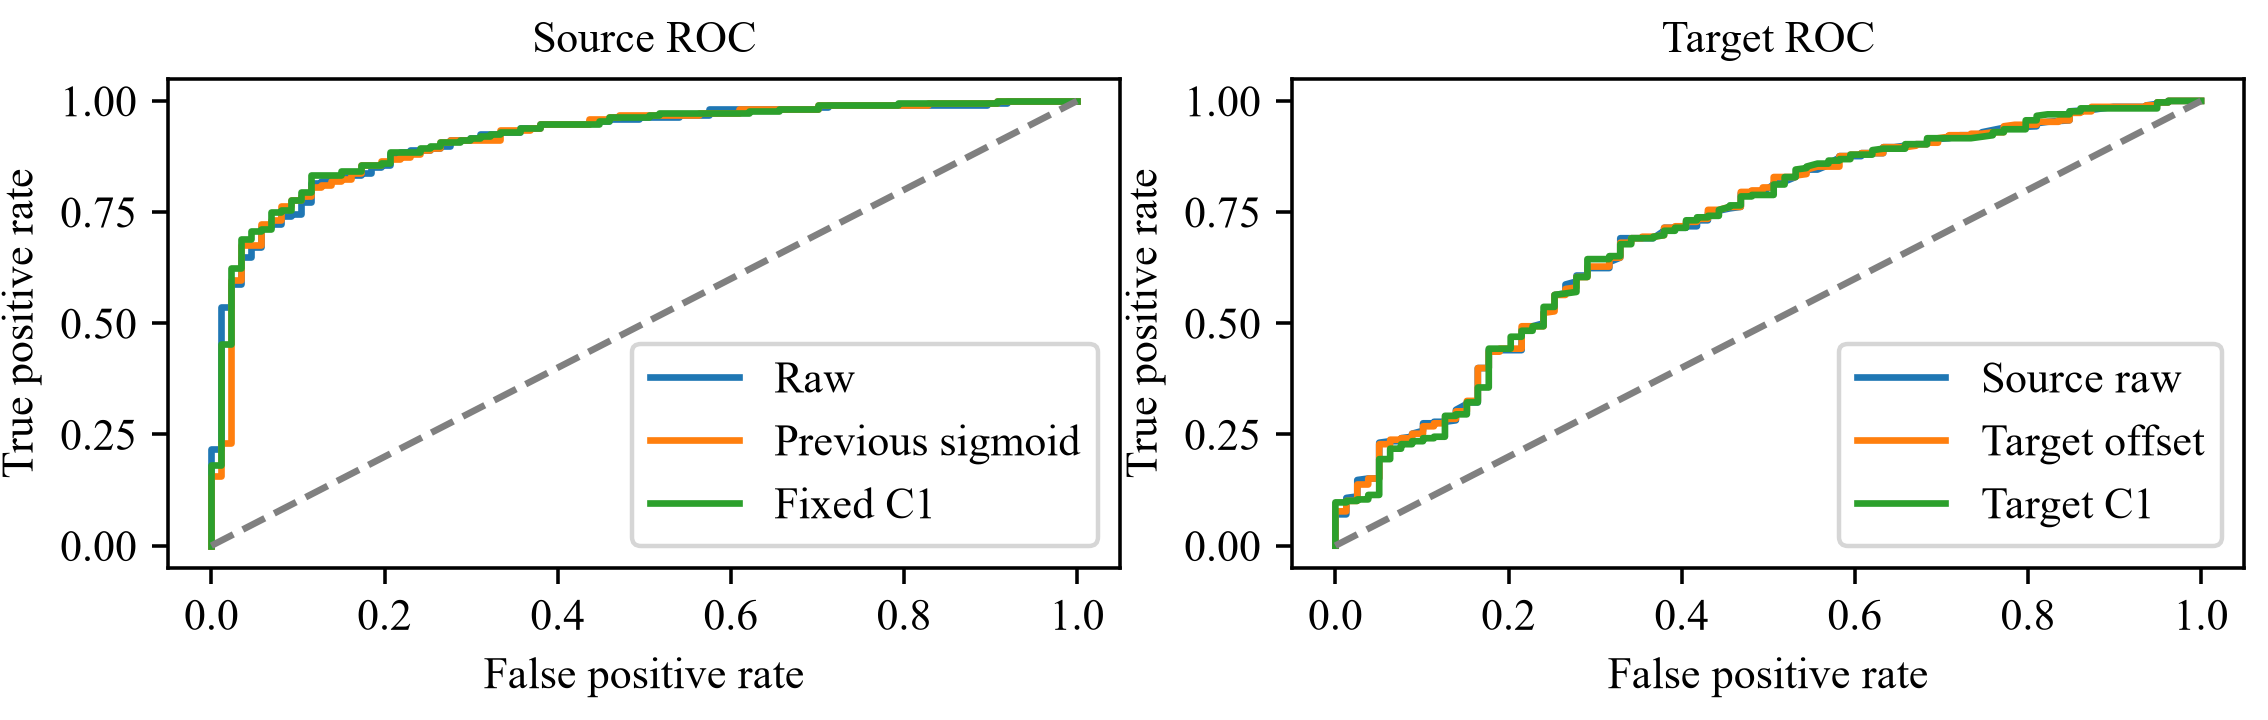 Source ROC
True positive rate
1.00
0.75
0.50
0.25
0.00
Raw
Previous sigmoid
Fixed C1
0.0 0.2 0.4 0.6 0.8 1.0
False positive rate
Target ROC
True positive rate
1.00
0.75
0.50
0.25
0.00
Source raw
Target offset
Target C1
0.0 0.2 0.4 0.6 0.8 1.0
False positive rate